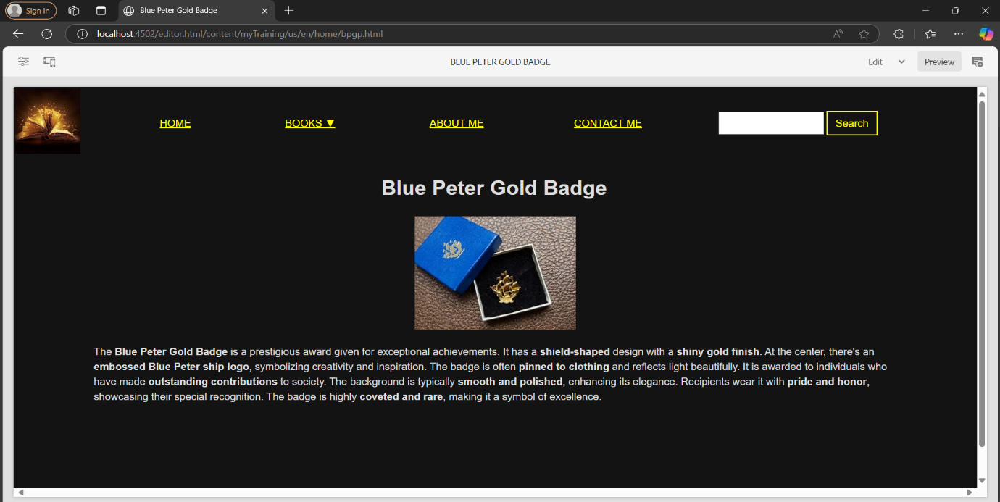 Sign in
Blue Peter Gold Badge
localhost:4502/editor.html/content/myTraining/us/en/home/bpgp.html
BLUE PETER GOLD BADGE
Edit
Preview
HOME
BOOKS ▼
ABOUT ME
CONTACT ME
Search
Blue Peter Gold Badge
The Blue Peter Gold Badge is a prestigious award given for exceptional achievements. It has a shield-shaped design with a shiny gold finish. At the center, there's an
embossed Blue Peter ship logo, symbolizing creativity and inspiration. The badge is often pinned to clothing and reflects light beautifully. It is awarded to individuals who
have made outstanding contributions to society. The background is typically smooth and polished, enhancing its elegance. Recipients wear it with pride and honor,
showcasing their special recognition. The badge is highly coveted and rare, making it a symbol of excellence.